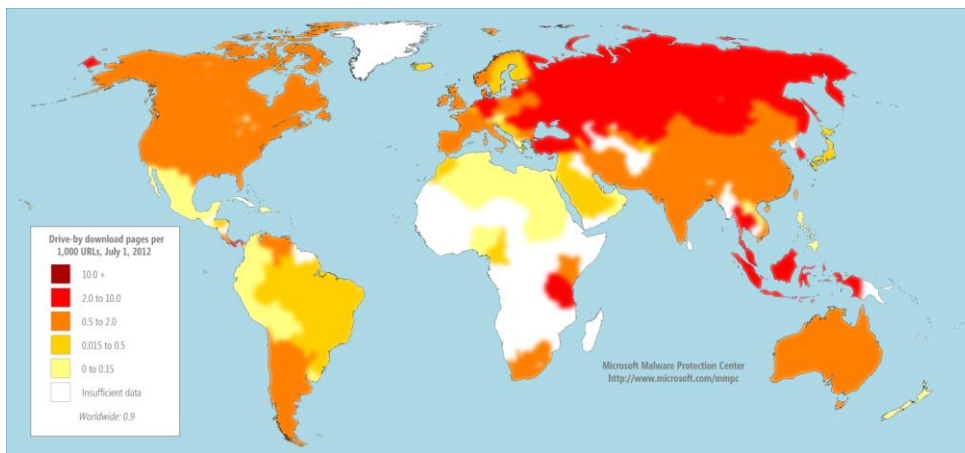 Drive-by download pages per
1,000 URLs, July 1, 2012
10.0 +
2.0 to 10.0
0.5 to 2.0
0.015 to 0.5
0 to 0.15
Insufficient data
Worldwide: 0.9
Microsoft Malware Protection Center
http://www.microsoft.com/mmpc